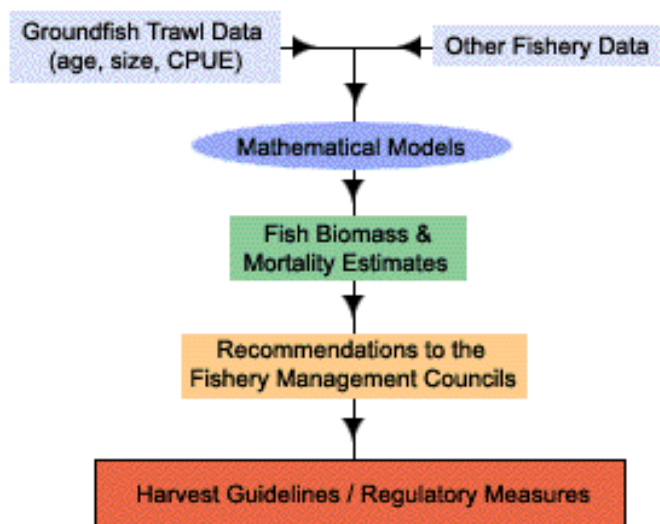 Groundfish Trawl Data
(age, size, CPUE)
Other Fishery Data
Mathematical Models
Fish Biomass &
Mortality Estimates
Recommendations to the
Fishery Management Councils
Harvest Guidelines / Regulatory Measures